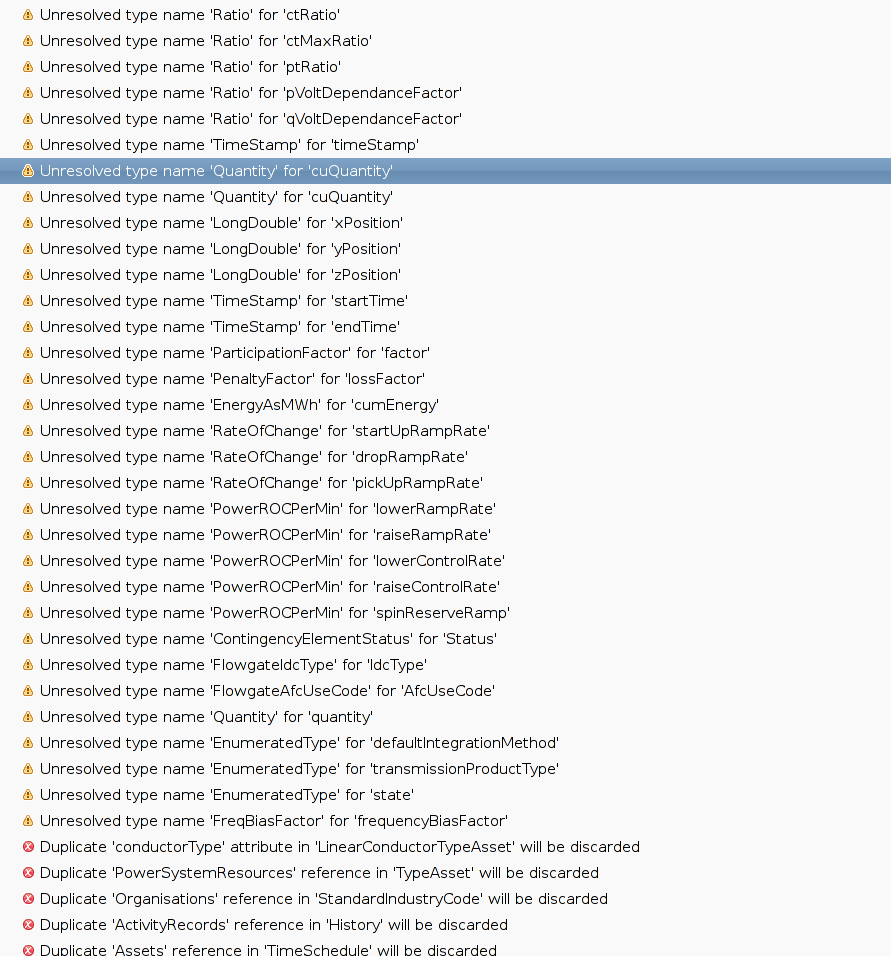 Unresolved type name 'Ratio' for 'ctRatio'
Unresolved type name 'Ratio' for 'ctMaxRatio'
Unresolved type name 'Ratio' for 'ptRatio'
Unresolved type name 'Ratio' for 'pVoltDependanceFactor'
Unresolved type name 'Ratio' for 'qVoltDependanceFactor'
Unresolved type name 'TimeStamp' for 'timeStamp'
Unresolved type name 'Quantity' for 'cuQuantity'
Unresolved type name 'Quantity' for 'cuQuantity'
Unresolved type name 'LongDouble' for 'xPosition'
Unresolved type name 'LongDouble' for 'yPosition'
Unresolved type name 'LongDouble' for 'zPosition'
Unresolved type name 'TimeStamp' for 'startTime'
Unresolved type name 'TimeStamp' for 'endTime'
Unresolved type name 'ParticipationFactor' for 'factor'
Unresolved type name 'PenaltyFactor' for 'lossFactor'
Unresolved type name 'EnergyAsMWh' for 'cumEnergy'
Unresolved type name 'RateOfChange' for 'startUpRampRate'
Unresolved type name 'RateOfChange' for 'dropRampRate'
Unresolved type name 'RateOfChange' for 'pickUpRampRate'
Unresolved type name 'PowerROCPerMin' for 'lowerRampRate'
Unresolved type name 'PowerROCPerMin' for 'raiseRampRate'
Unresolved type name 'PowerROCPerMin' for 'lowerControlRate'
Unresolved type name 'PowerROCPerMin' for 'raiseControlRate'
Unresolved type name 'PowerROCPerMin' for 'spinReserveRamp'
Unresolved type name 'ContingencyElementStatus' for 'Status'
Unresolved type name 'FlowgateIdcType' for 'IdcType'
Unresolved type name 'FlowgateAfcUseCode' for 'AfcUseCode'
Unresolved type name 'Quantity' for 'quantity'
Unresolved type name 'EnumeratedType' for 'defaultIntegrationMethod'
Unresolved type name 'EnumeratedType' for 'transmissionProductType'
Unresolved type name 'EnumeratedType' for 'state'
Unresolved type name 'FreqBiasFactor' for 'frequencyBiasFactor'
Duplicate 'conductorType' attribute in 'LinearConductorTypeAsset' will be discarded
Duplicate 'PowerSystemResources' reference in 'TypeAsset' will be discarded
Duplicate 'Organisations' reference in 'StandardIndustryCode' will be discarded
Duplicate 'ActivityRecords' reference in 'History' will be discarded
Duplicate 'Assets' reference in 'TimeSchedule' will be discarded